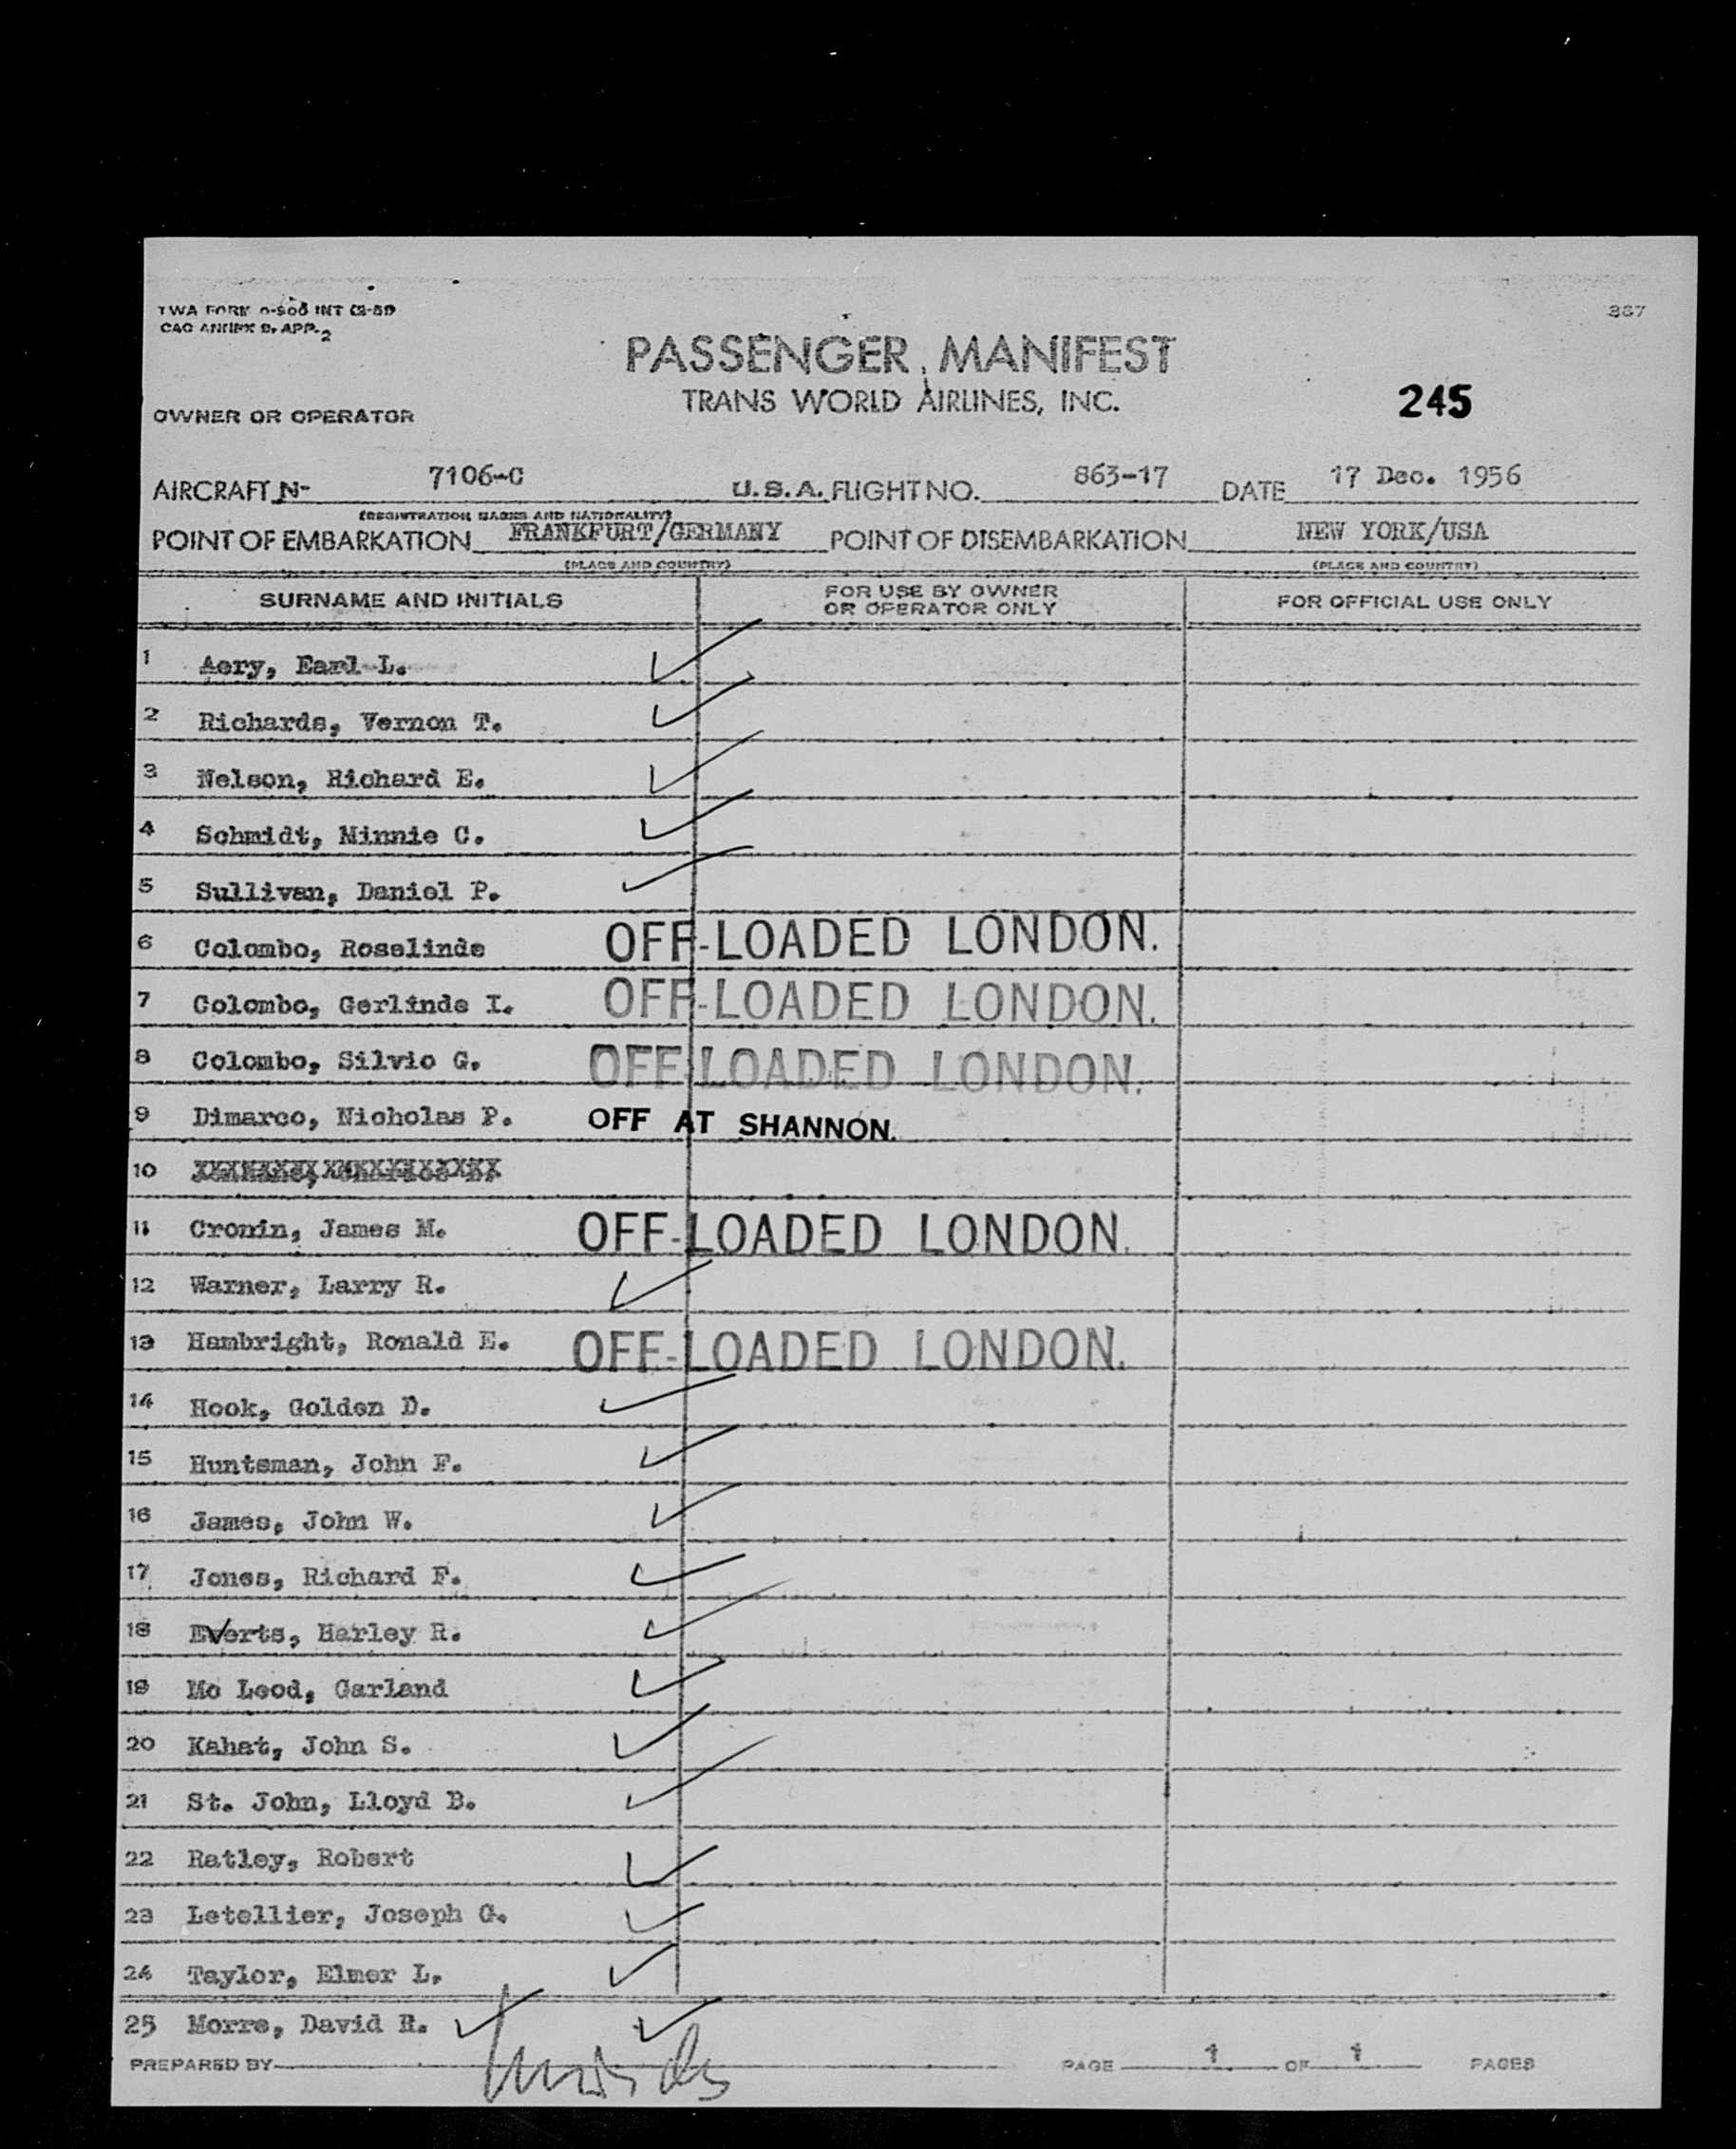 TWA FORM
CAO ANNEX 9, APP. 2
387
PASSENGER MANIFEST
TRANS WORLD AIRLINES, INC.
245
OWNER OR OPERATOR
AIRCRAFT N- 7106-C U.S.A. FLIGHT NO. 863-17 DATE 17 Dec. 1956
(REGISTRATION MARKS AND NATIONALITY)
POINT OF EMBARKATION FRANKFURT/GERMANY POINT OF DISEMBARKATION NEW YORK/USA
(PLACE AND COUNTRY) (PLACE AND COUNTRY)
SURNAME AND INITIALS FOR USE BY OWNER OR OPERATOR ONLY FOR OFFICIAL USE ONLY
1 Aery, Earl L.
2 Richards, Vernon T.
3 Nelson, Richard E.
4 Schmidt, Minnie C.
5 Sullivan, Daniel P.
6 Colombo, Roselinde OFF-LOADED LONDON.
7 Colombo, Gerlinde I. OFF-LOADED LONDON.
8 Colombo, Silvio G. OFF-LOADED LONDON.
9 Dimarco, Nicholas P. OFF AT SHANNON.
10
11 Cronin, James M. OFF-LOADED LONDON.
12 Warner, Larry R.
13 Hambright, Ronald E. OFF-LOADED LONDON.
14 Hook, Golden D.
15 Huntsman, John F.
16 James, John W.
17 Jones, Richard F.
18 Everts, Harley R.
19 Mc Leod, Garland
20 Kahat, John S.
21 St. John, Lloyd B.
22 Ratley, Robert
23 Letellier, Joseph G.
24 Taylor, Elmer L.
25 Morre, David R.
PREPARED BY PAGE 1 OF 1 PAGES